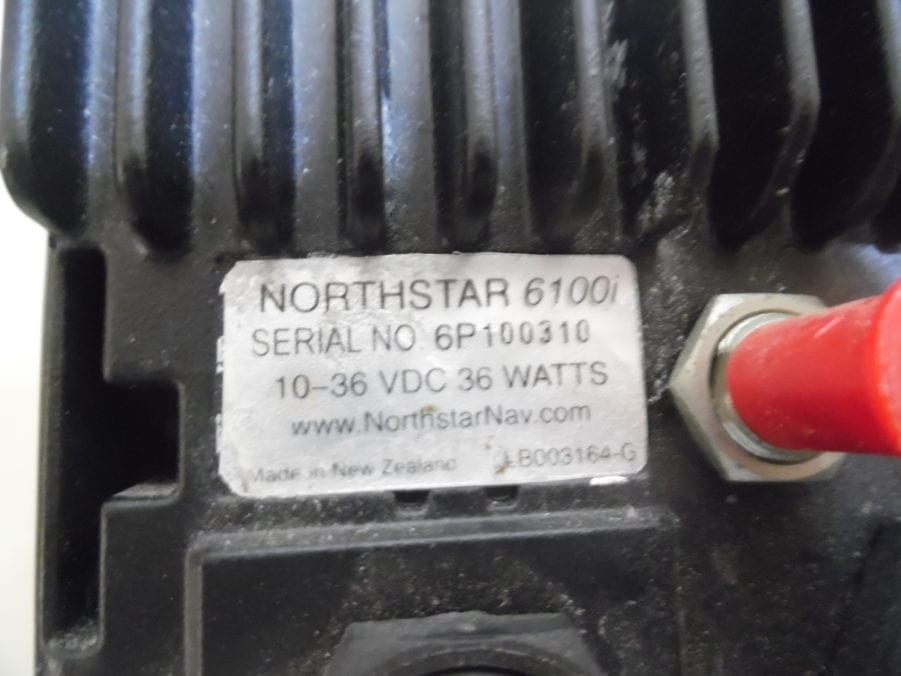 NORTHSTAR 6100i
SERIAL NO. 6P100310
10-36 VDC 36 WATTS
www.NorthstarNav.com
Made in New Zealand LB003164-G